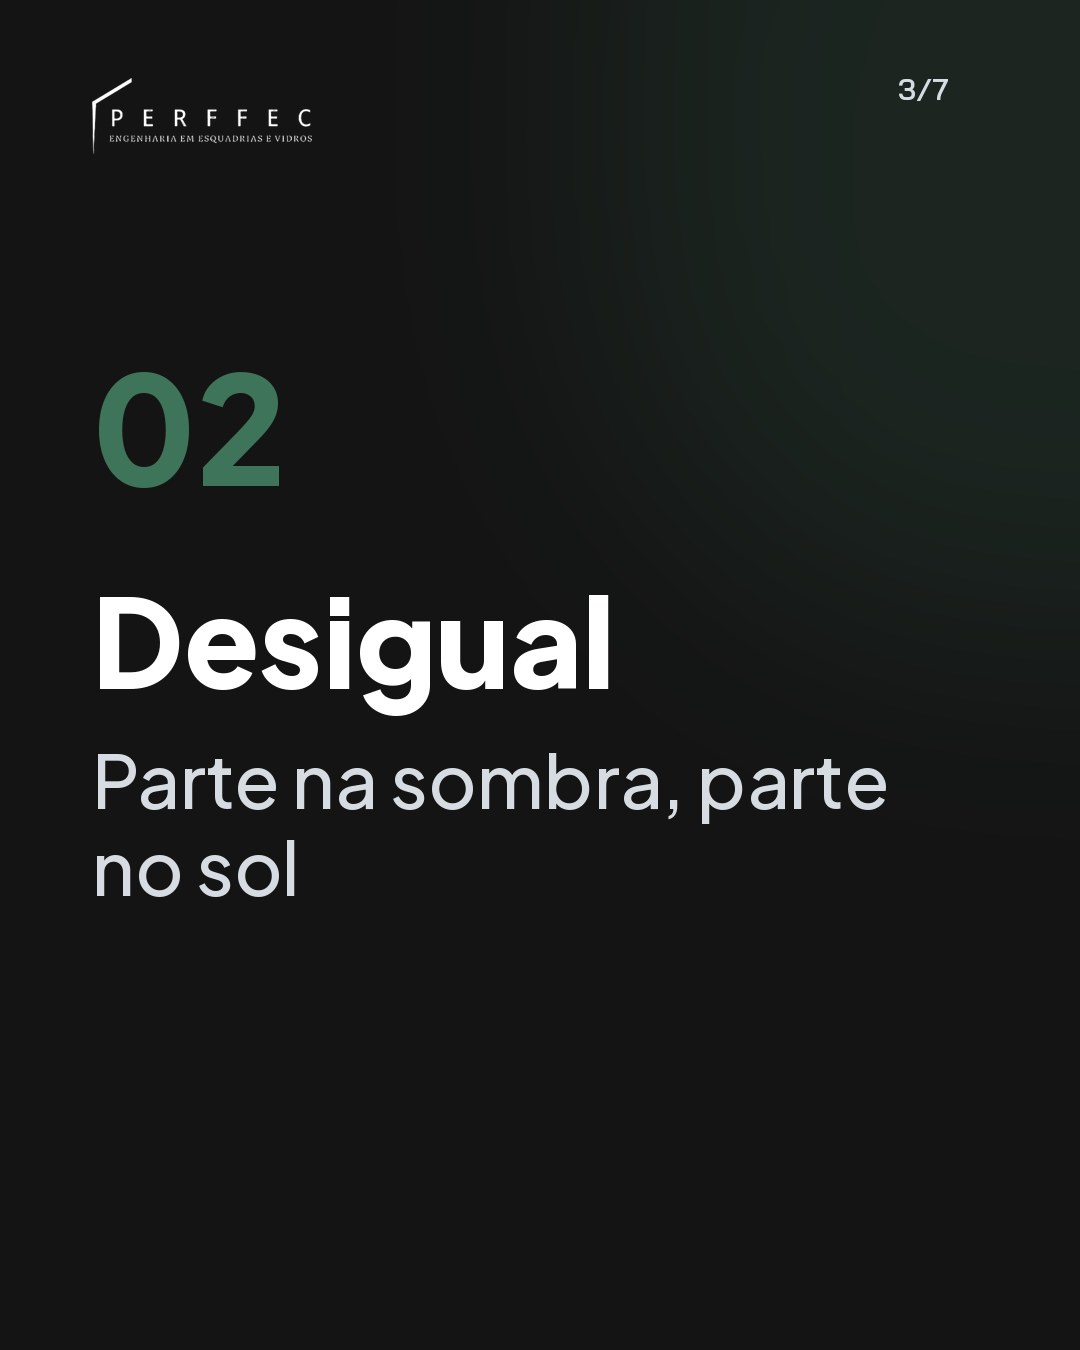 PERFFEC
ENGENHARIA EM ESQUADRIAS E VIDROS
3/7
02
Desigual
Parte na sombra, parte
no sol